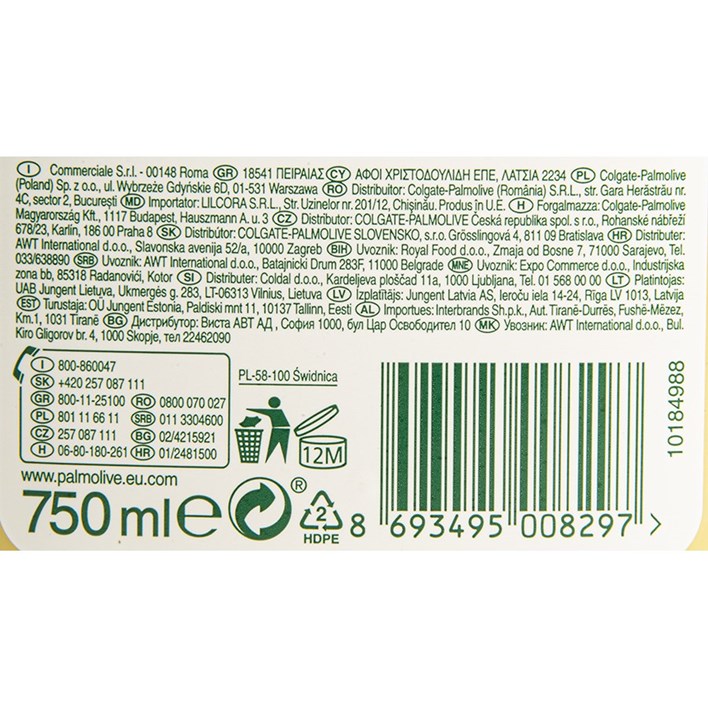 I Commerciale S.r.l. - 00148 Roma GR 18541 ΠΕΙΡΑΙΑΣ CY ΑΦΟΙ ΧΡΙΣΤΟΔΟΥΛΙΔΗ ΕΠΕ, ΛΑΤΣΙΑ 2234 PL Colgate-Palmolive
(Poland) Sp. z o.o., ul. Wybrzeże Gdyńskie 6D, 01-531 Warszawa RO Distribuitor: Colgate-Palmolive (România) S.R.L., str. Gara Herăstrău nr.
4C, sector 2, București MD Importator: LILCORA S.R.L., Str. Uzinelor nr. 201/12, Chișinău. Produs în U.E. H Forgalmazza: Colgate-Palmolive
Magyarország Kft., 1117 Budapest, Hauszmann A. u. 3 CZ Distributor: COLGATE-PALMOLIVE Česká republika spol. s r.o., Rohanské nábřeží
678/23, Karlín, 186 00 Praha 8 SK Distribútor: COLGATE-PALMOLIVE SLOVENSKO, s.r.o. Grösslingová 4, 811 09 Bratislava HR Distributer:
AWT International d.o.o., Slavonska avenija 52/a, 10000 Zagreb BIH Uvoznik: Royal Food d.o.o., Zmaja od Bosne 7, 71000 Sarajevo, Tel.
033/638890 SRB Uvoznik: AWT International d.o.o., Batajnicki Drum 283F, 11000 Belgrade MNE Uvoznik: Expo Commerce d.o.o., Industrijska
zona bb, 85318 Radanovići, Kotor SI Distributer: Coldal d.o.o., Kardeljeva ploščad 11a, 1000 Ljubljana, Tel. 01 568 00 00 LT Platintojas:
UAB Jungent Lietuva, Ukmergės g. 283, LT-06313 Vilnius, Lietuva LV Izplatītājs: Jungent Latvia AS, Ieroču iela 14-24, Rīga LV 1013, Latvija
EST Turustaja: OÜ Jungent Estonia, Paldiski mnt 11, 10137 Tallinn, Eesti AL Importues: Interbrands Sh.p.k., Aut. Tiranë-Durrës, Fushë-Mëzez,
Km.1, 1031 Tiranë BG Дистрибутор: Виста АВТ АД , София 1000, бул Цар Освободител 10 MK Увозник: AWT International d.o.o., Bul.
Kiro Gligorov br. 4, 1000 Skopje, тел 22462090
I 800-860047
SK +420 257 087 111
GR 800-11-25100 RO 0800 070 027
PL 801 11 66 11 SRB 011 3304600
CZ 257 087 111 BG 02/4215921
H 06-80-180-261 HR 01/2481500
PL-58-100 Świdnica
12M
10184988
www.palmolive.eu.com
750 ml e
®
2
HDPE
8 693495 008297 >